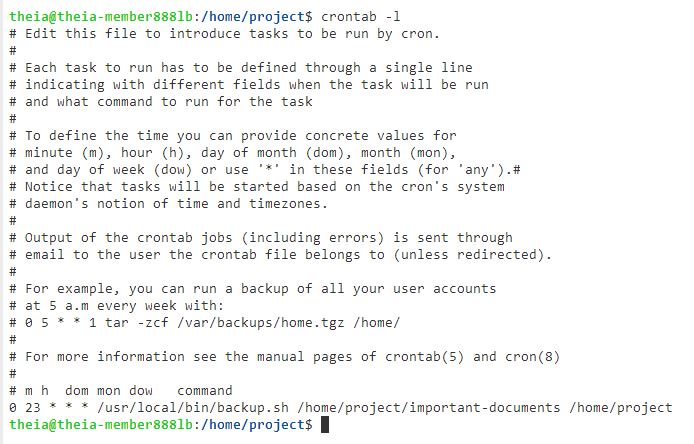 theia@theia-member888lb:/home/project$ crontab -l
# Edit this file to introduce tasks to be run by cron.
#
# Each task to run has to be defined through a single line
# indicating with different fields when the task will be run
# and what command to run for the task
#
# To define the time you can provide concrete values for
# minute (m), hour (h), day of month (dom), month (mon),
# and day of week (dow) or use '*' in these fields (for 'any').#
# Notice that tasks will be started based on the cron's system
# daemon's notion of time and timezones.
#
# Output of the crontab jobs (including errors) is sent through
# email to the user the crontab file belongs to (unless redirected).
#
# For example, you can run a backup of all your user accounts
# at 5 a.m every week with:
# 0 5 * * 1 tar -zcf /var/backups/home.tgz /home/
#
# For more information see the manual pages of crontab(5) and cron(8)
#
# m h  dom mon dow   command
0 23 * * * /usr/local/bin/backup.sh /home/project/important-documents /home/project
theia@theia-member888lb:/home/project$